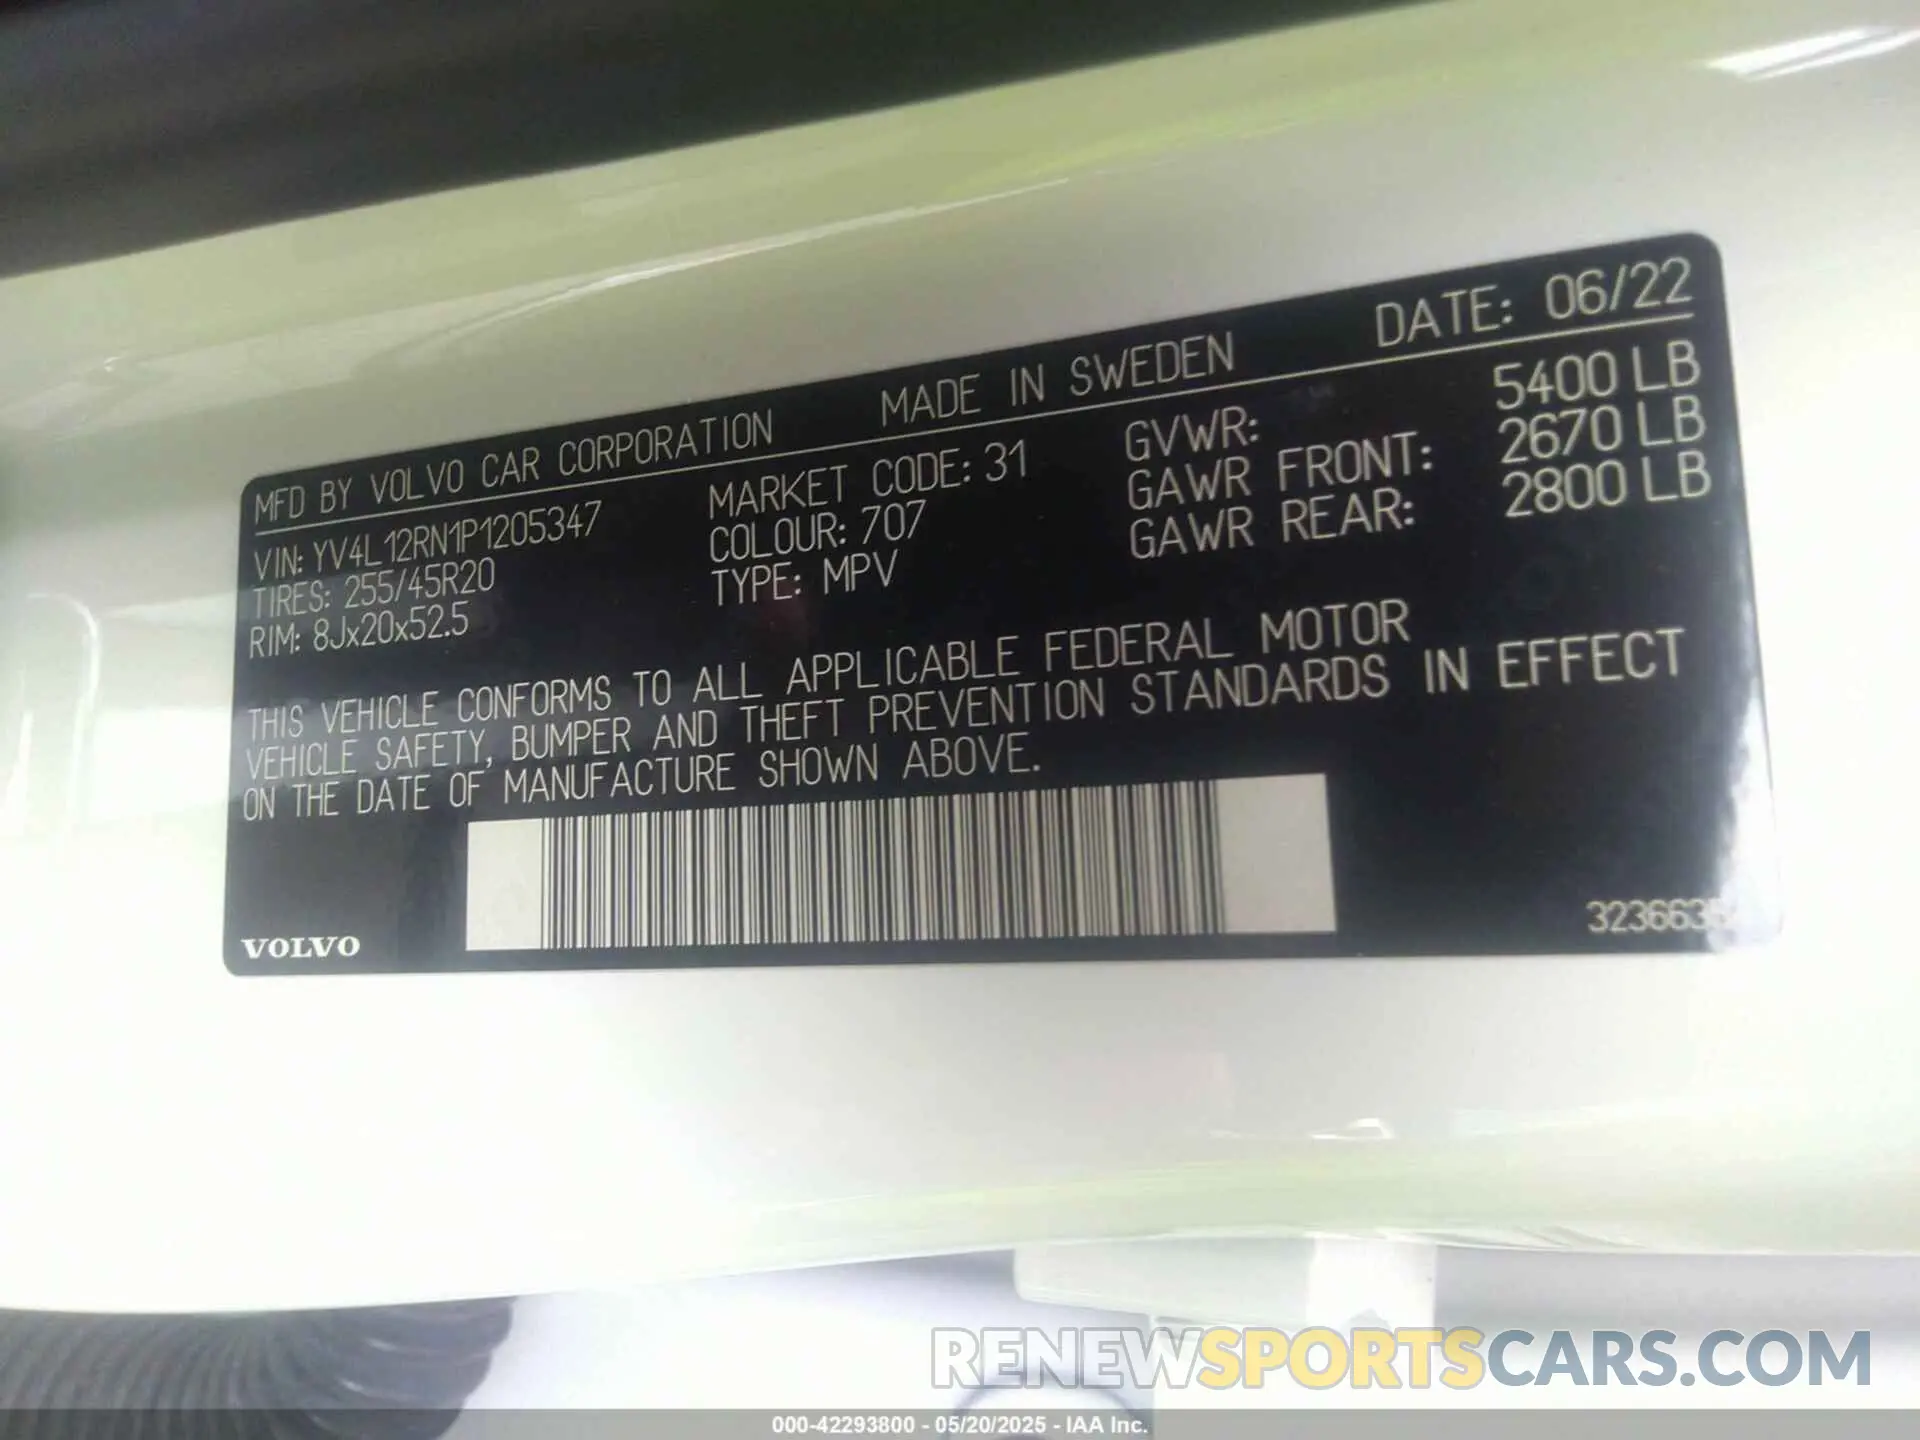 MFD BY VOLVO CAR CORPORATION MADE IN SWEDEN DATE: 06/22
VIN: YV4L12RN1P1205347 MARKET CODE: 31 GVWR: 5400 LB
TIRES: 255/45R20 COLOUR: 707 GAWR FRONT: 2670 LB
RIM: 8Jx20x52.5 TYPE: MPV GAWR REAR: 2800 LB
THIS VEHICLE CONFORMS TO ALL APPLICABLE FEDERAL MOTOR
VEHICLE SAFETY, BUMPER AND THEFT PREVENTION STANDARDS IN EFFECT
ON THE DATE OF MANUFACTURE SHOWN ABOVE.
VOLVO
RENEWSPORTSCARS.COM
000-42293800 - 05/20/2025 - IAA Inc.